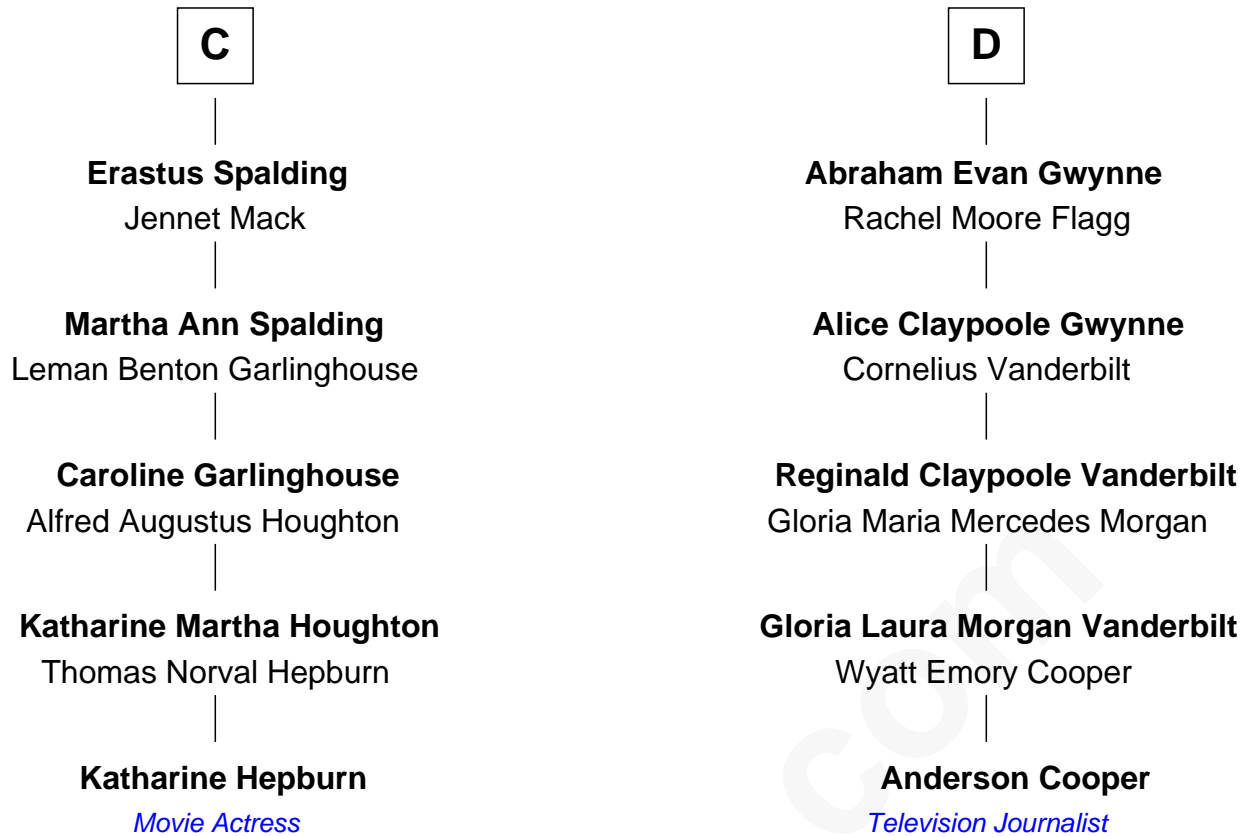 C
Erastus Spalding
Jennet Mack
Martha Ann Spalding
Leman Benton Garlinghouse
Caroline Garlinghouse
Alfred Augustus Houghton
Katharine Martha Houghton
Thomas Norval Hepburn
Katharine Hepburn
Movie Actress
D
Abraham Evan Gwynne
Rachel Moore Flagg
Alice Claypoole Gwynne
Cornelius Vanderbilt
Reginald Claypoole Vanderbilt
Gloria Maria Mercedes Morgan
Gloria Laura Morgan Vanderbilt
Wyatt Emory Cooper
Anderson Cooper
Television Journalist
com